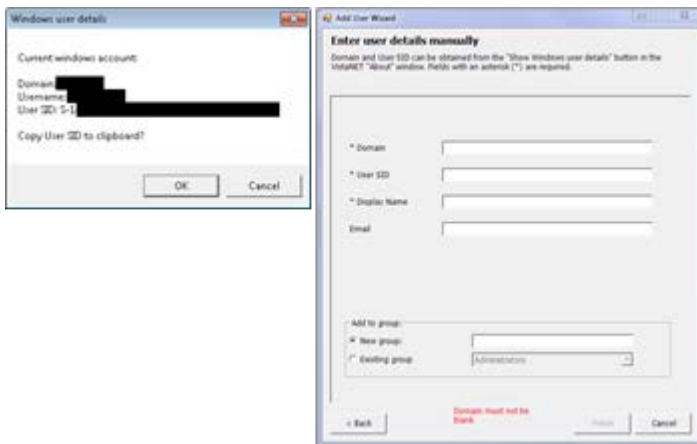 Windows user details
Current windows account:
Domain:
Username:
User SID: S-1
Copy User SID to clipboard?
OK
Cancel
Add User Wizard
Enter user details manually
Domain and User SID can be obtained from the "Show Windows user details" button in the
VistaNET "About" window. Fields with an asterisk (*) are required.
* Domain
* User SID
* Display Name
Email
Add to group:
New group:
Existing group
Administrators
< Back
Domain must not be
blank
Finish
Cancel